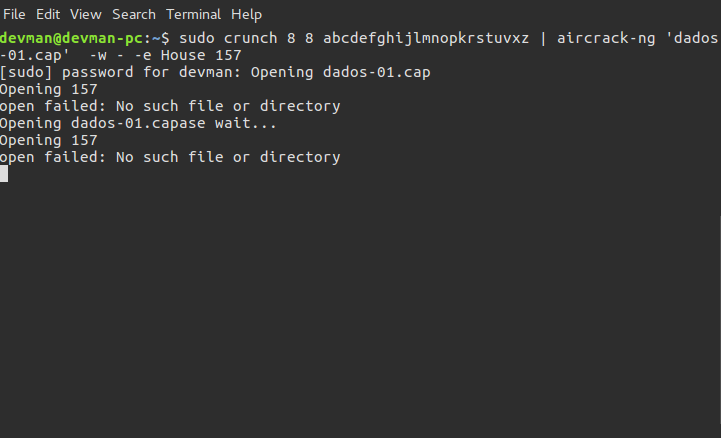 File Edit View Search Terminal Help
devman@devman-pc:~$ sudo crunch 8 8 abcdefghijlmnopkrstuvxz | aircrack-ng 'dados
-01.cap'  -w - -e House 157
[sudo] password for devman: Opening dados-01.cap
Opening 157
open failed: No such file or directory
Opening dados-01.capase wait...
Opening 157
open failed: No such file or directory